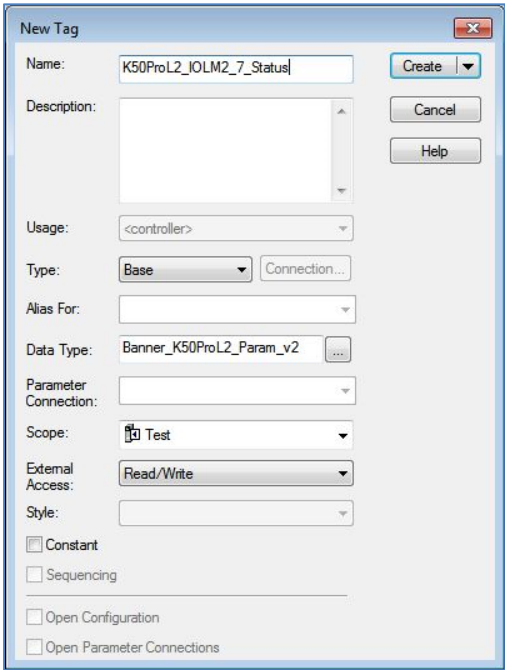 New Tag
Name: K50ProL2_IOLM2_7_Status Create
Description: Cancel
Help
Usage: <controller>
Type: Base Connection...
Alias For:
Data Type: Banner_K50ProL2_Param_v2 ...
Parameter
Connection:
Scope: Test
External
Access: Read/Write
Style:
Constant
Sequencing
Open Configuration
Open Parameter Connections